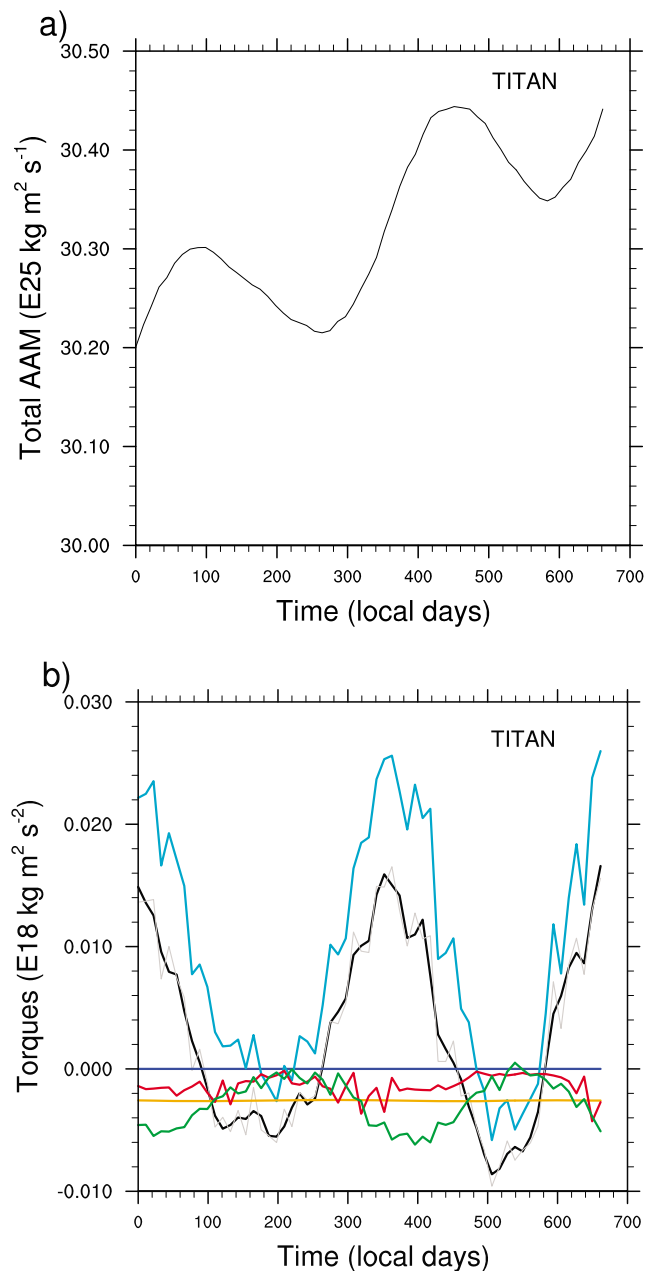 a)
TITAN
30.50
30.40
30.30
30.20
30.10
30.00
Total AAM (E25 kg m² s⁻¹)
0 100 200 300 400 500 600 700
Time (local days)
b)
TITAN
0.030
0.020
0.010
0.000
-0.010
Torques (E18 kg m² s⁻²)
0 100 200 300 400 500 600 700
Time (local days)